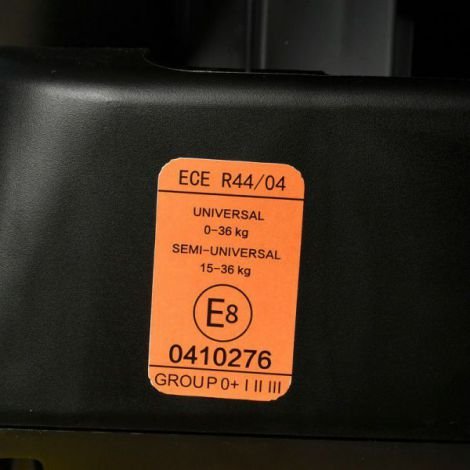 ECE R44/04
UNIVERSAL
0-36 kg
SEMI-UNIVERSAL
15-36 kg
E8
0410276
GROUP 0+ I II III